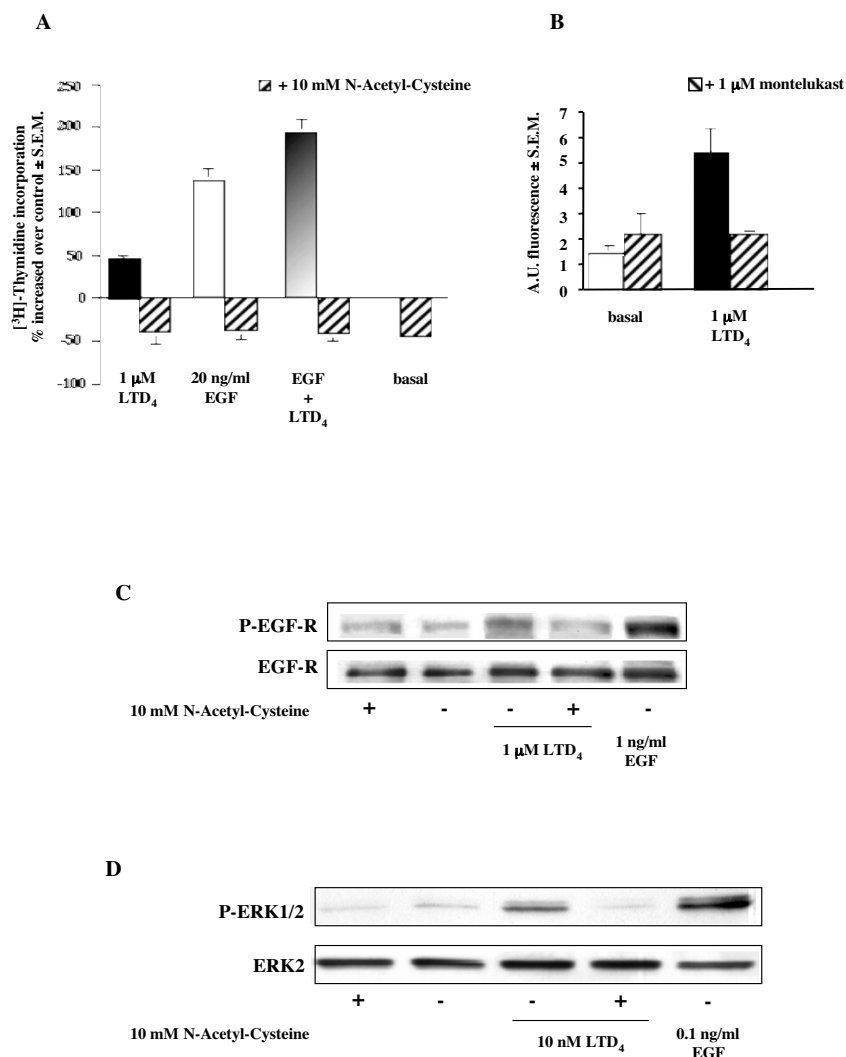 A
+ 10 mM N-Acetyl-Cysteine
[³H]-Thymidine incorporation
% increased over control ± S.E.M.
250
200
150
100
50
0
-50
-100
1 µM
LTD₄
20 ng/ml
EGF
EGF
+
LTD₄
basal
B
+ 1 µM montelukast
A.U. fluorescence ± S.E.M.
7
6
5
4
3
2
1
0
basal
1 µM
LTD₄
C
P-EGF-R
EGF-R
10 mM N-Acetyl-Cysteine + - - + -
1 µM LTD₄
1 ng/ml
EGF
D
P-ERK1/2
ERK2
+ - - + -
10 mM N-Acetyl-Cysteine
10 nM LTD₄
0.1 ng/ml
EGF